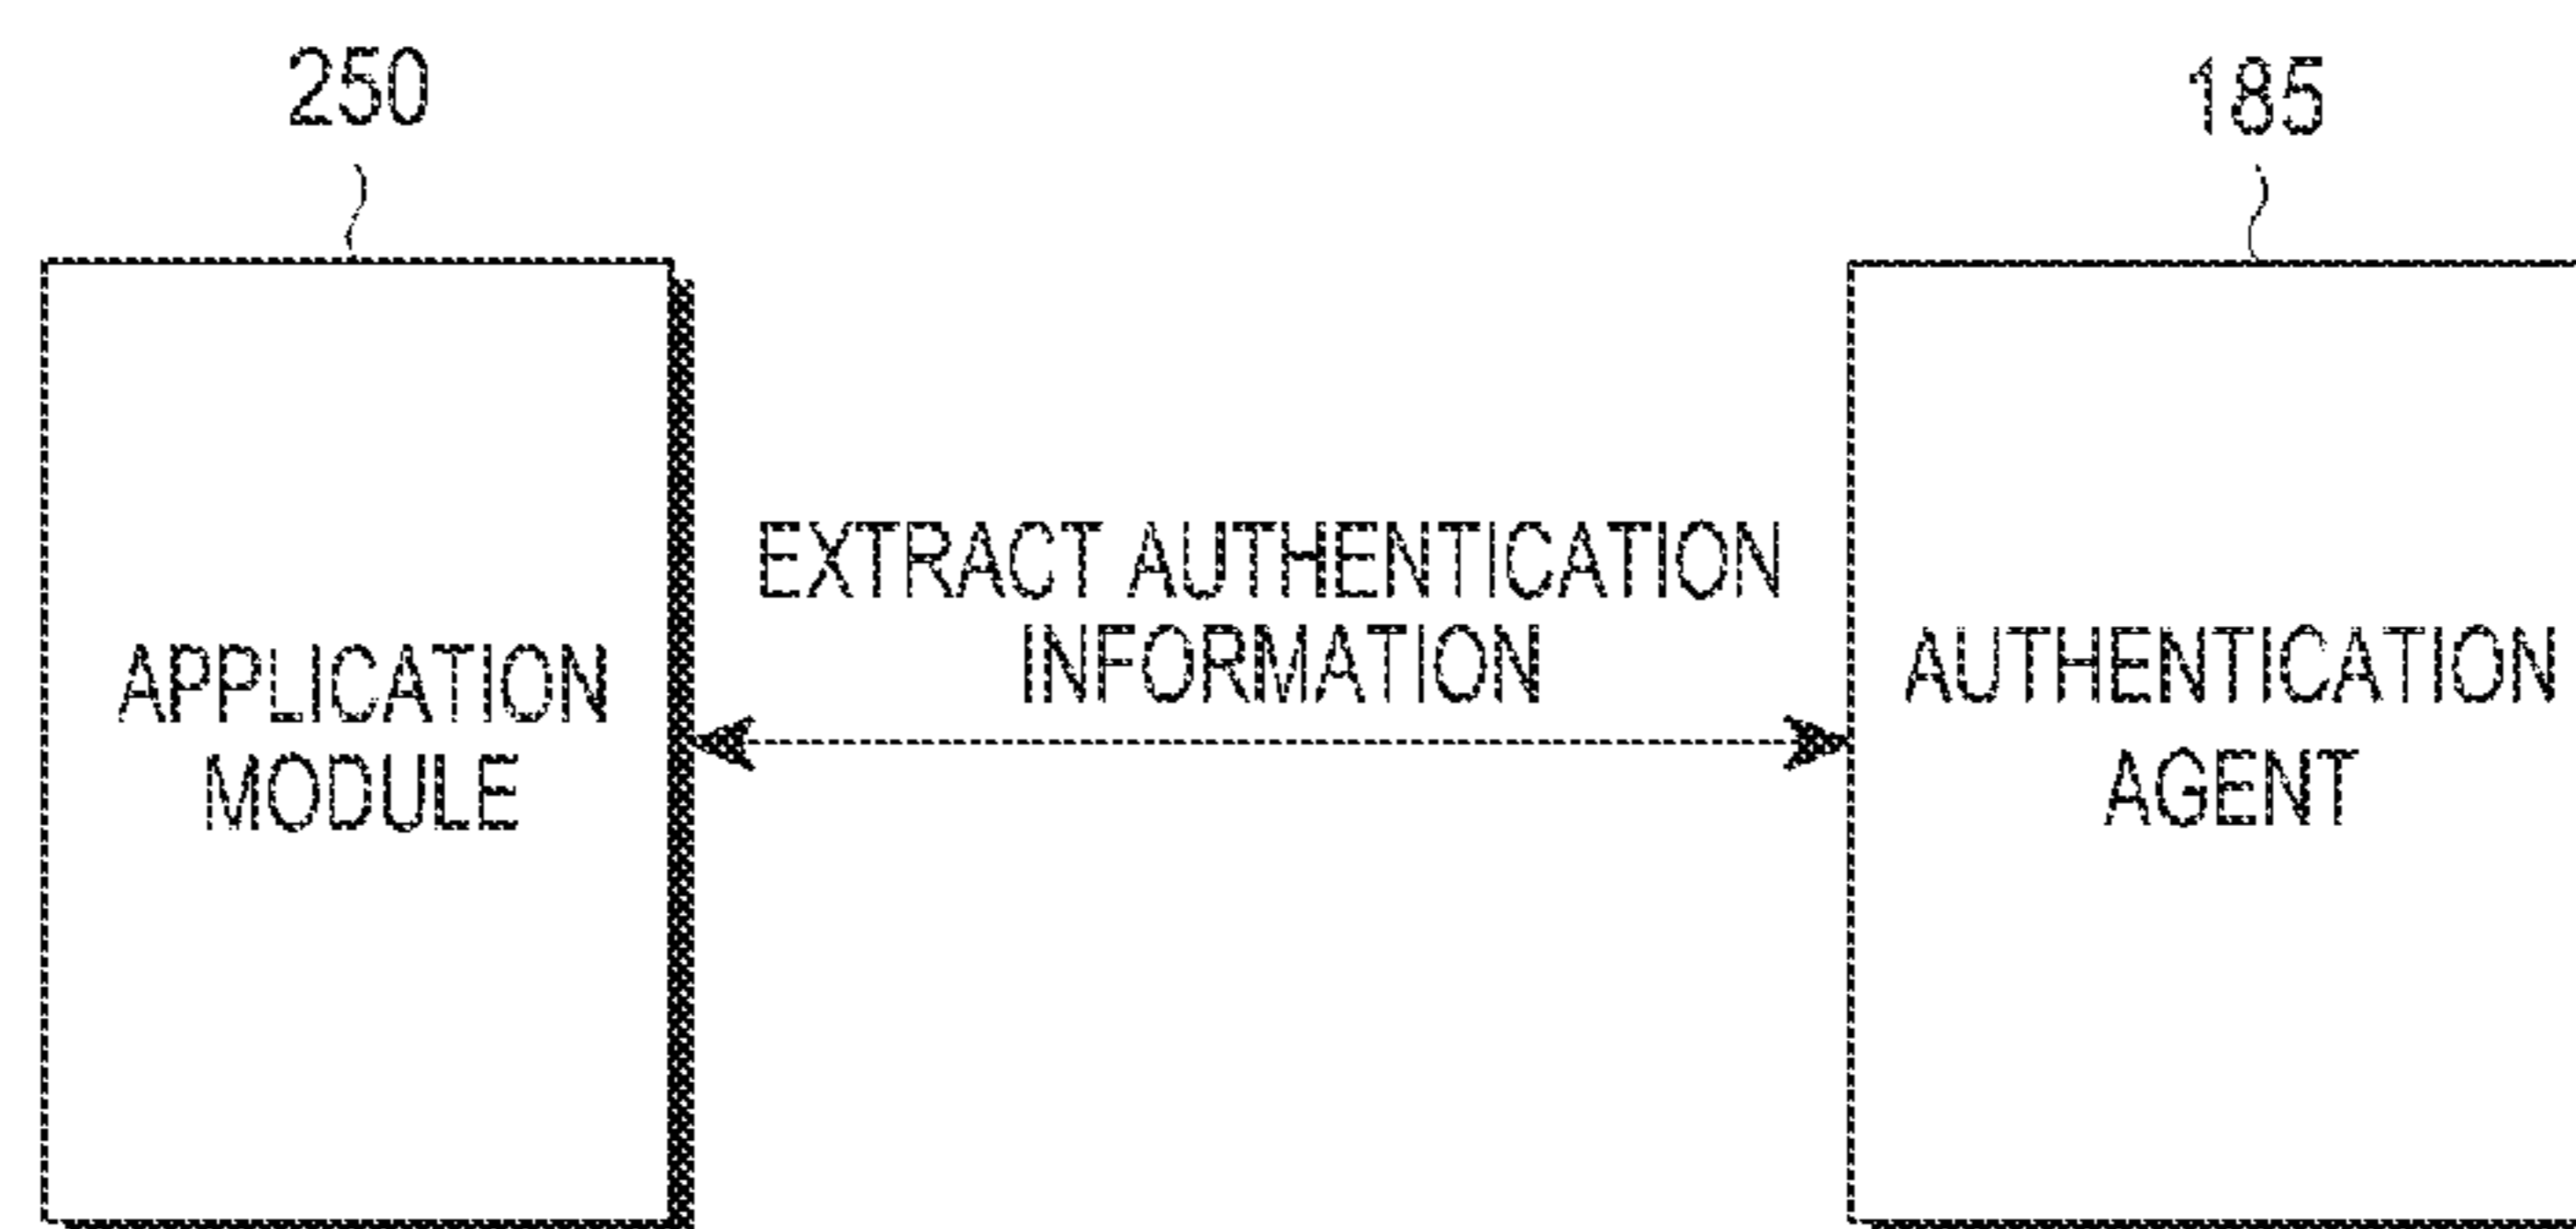 250
185
EXTRACT AUTHENTICATION
INFORMATION
APPLICATION
MODULE
AUTHENTICATION
AGENT